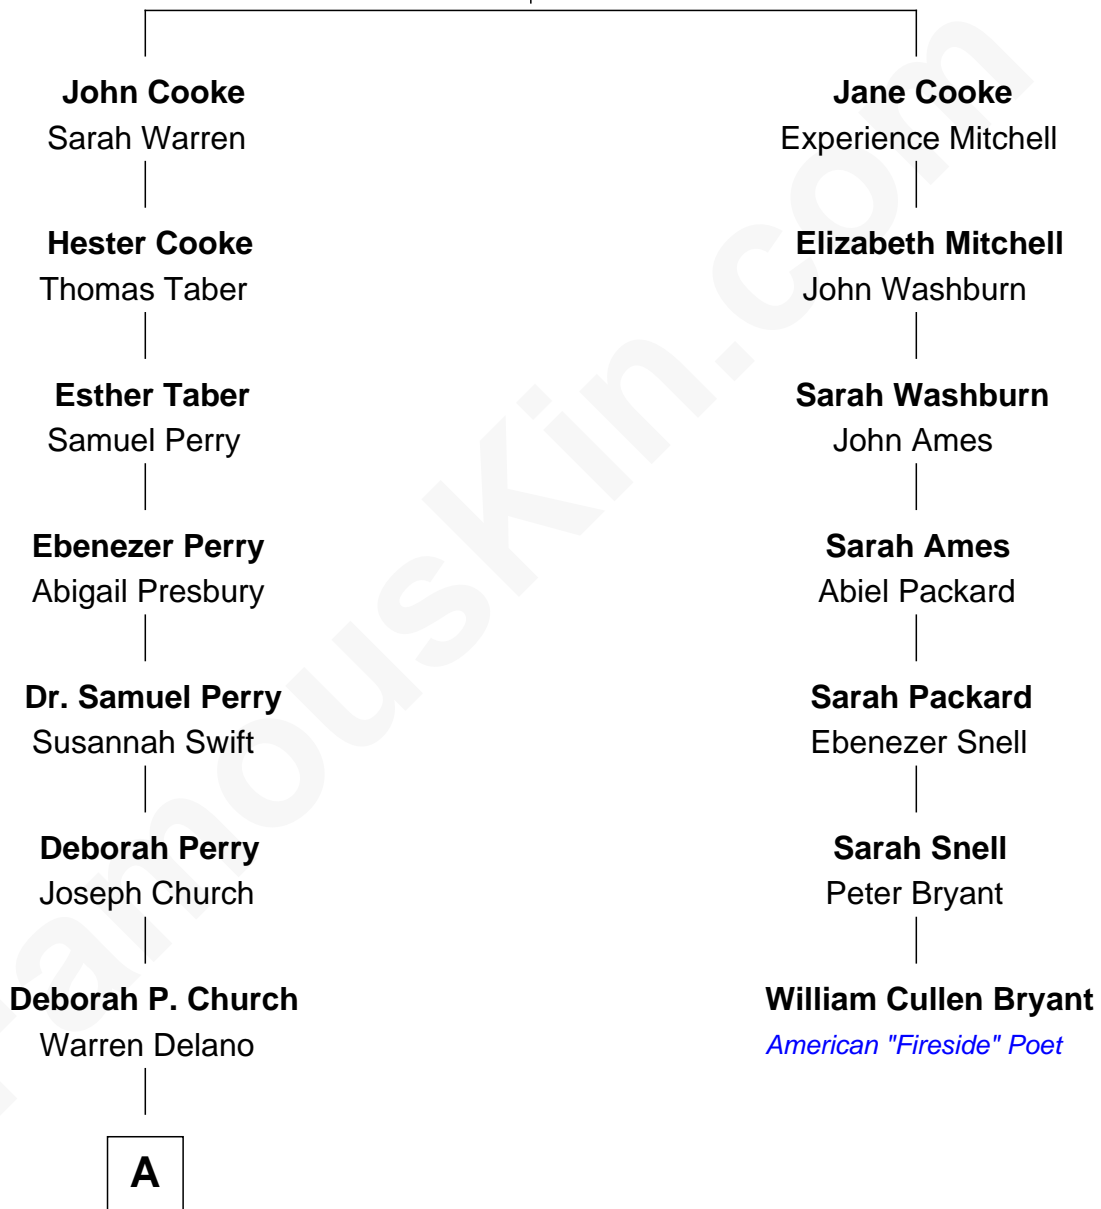 John Cooke
Sarah Warren
Hester Cooke
Thomas Taber
Esther Taber
Samuel Perry
Ebenezer Perry
Abigail Presbury
Dr. Samuel Perry
Susannah Swift
Deborah Perry
Joseph Church
Deborah P. Church
Warren Delano
A
Jane Cooke
Experience Mitchell
Elizabeth Mitchell
John Washburn
Sarah Washburn
John Ames
Sarah Ames
Abiel Packard
Sarah Packard
Ebenezer Snell
Sarah Snell
Peter Bryant
William Cullen Bryant
American "Fireside" Poet
FamousKin.com